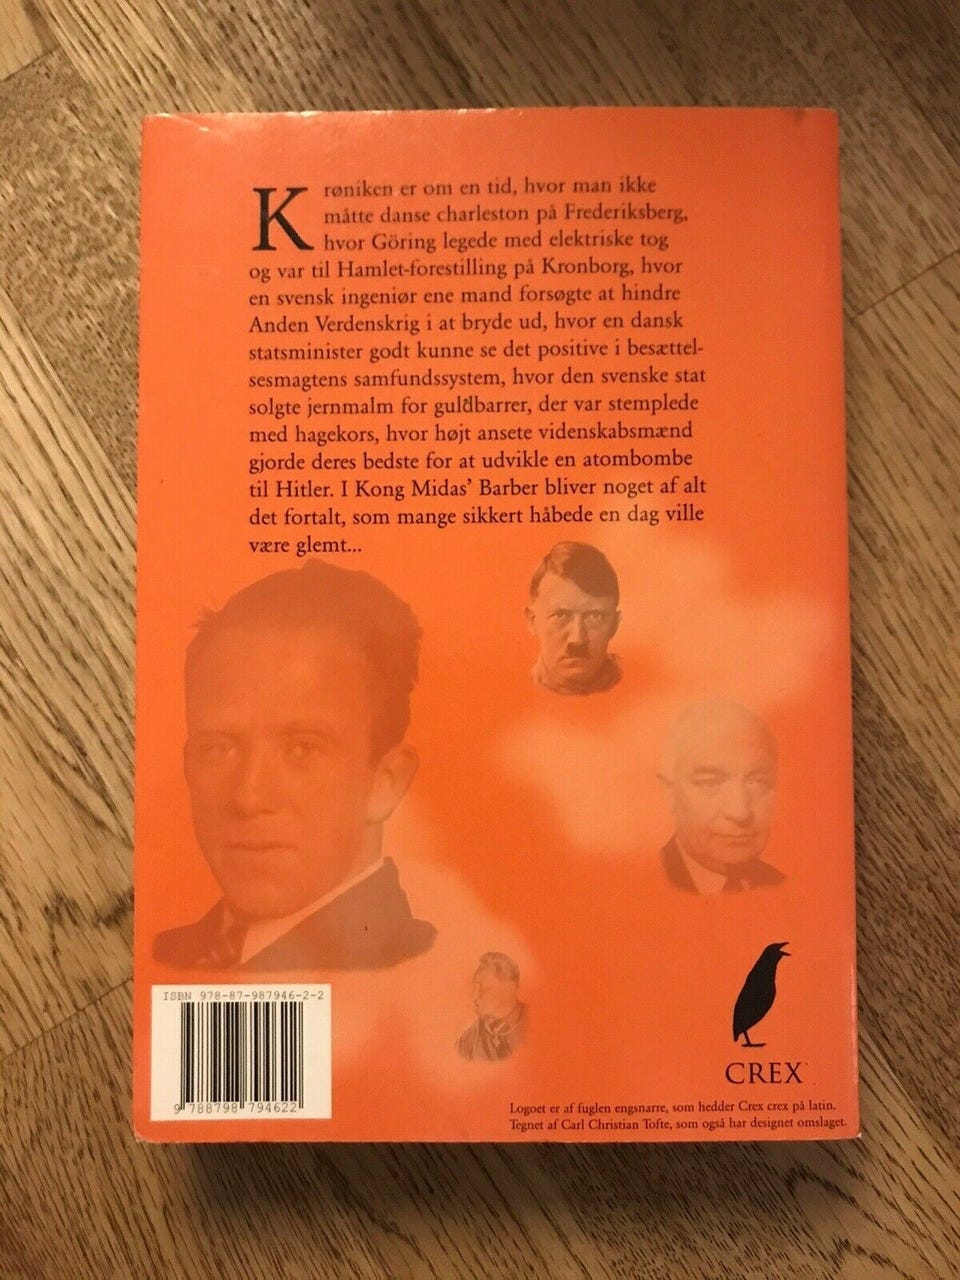 Krøniken er om en tid, hvor man ikke
måtte danse charleston på Frederiksberg,
hvor Göring legede med elektriske tog
og var til Hamlet-forestilling på Kronborg, hvor
en svensk ingeniør ene mand forsøgte at hindre
Anden Verdenskrig i at bryde ud, hvor en dansk
statsminister godt kunne se det positive i besættel-
sesmagtens samfundssystem, hvor den svenske stat
solgte jernmalm for guldbarrer, der var stemplede
med hagekors, hvor højt ansete videnskabsmænd
gjorde deres bedste for at udvikle en atombombe
til Hitler. I Kong Midas’ Barber bliver noget af alt
det fortalt, som mange sikkert håbede en dag ville
være glemt...
ISBN 978-87-987946-2-2
9 788798 794622
CREX
Logoet er af fuglen engsnarre, som hedder Crex crex på latin.
Tegnet af Carl Christian Tofte, som også har designet omslaget.